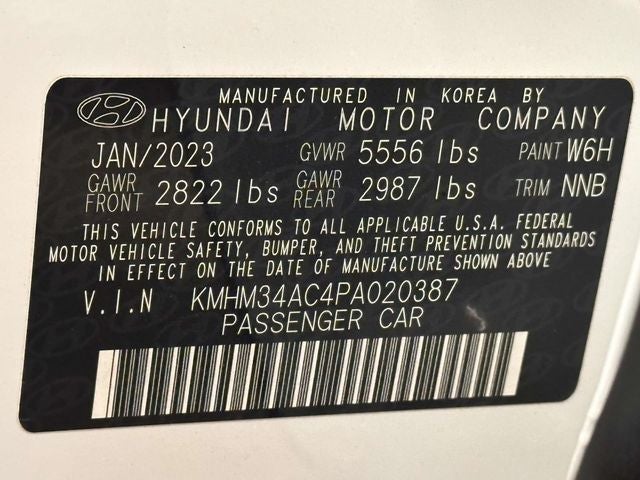 MANUFACTURED IN KOREA BY
HYUNDAI MOTOR COMPANY
JAN/2023 GVWR 5556 lbs PAINT W6H
GAWR FRONT 2822 lbs GAWR REAR 2987 lbs TRIM NNB
THIS VEHICLE CONFORMS TO ALL APPLICABLE U.S.A. FEDERAL
MOTOR VEHICLE SAFETY, BUMPER, AND THEFT PREVENTION STANDARDS
IN EFFECT ON THE DATE OF MANUFACTURE SHOWN ABOVE
V.I.N KMHM34AC4PA020387
PASSENGER CAR